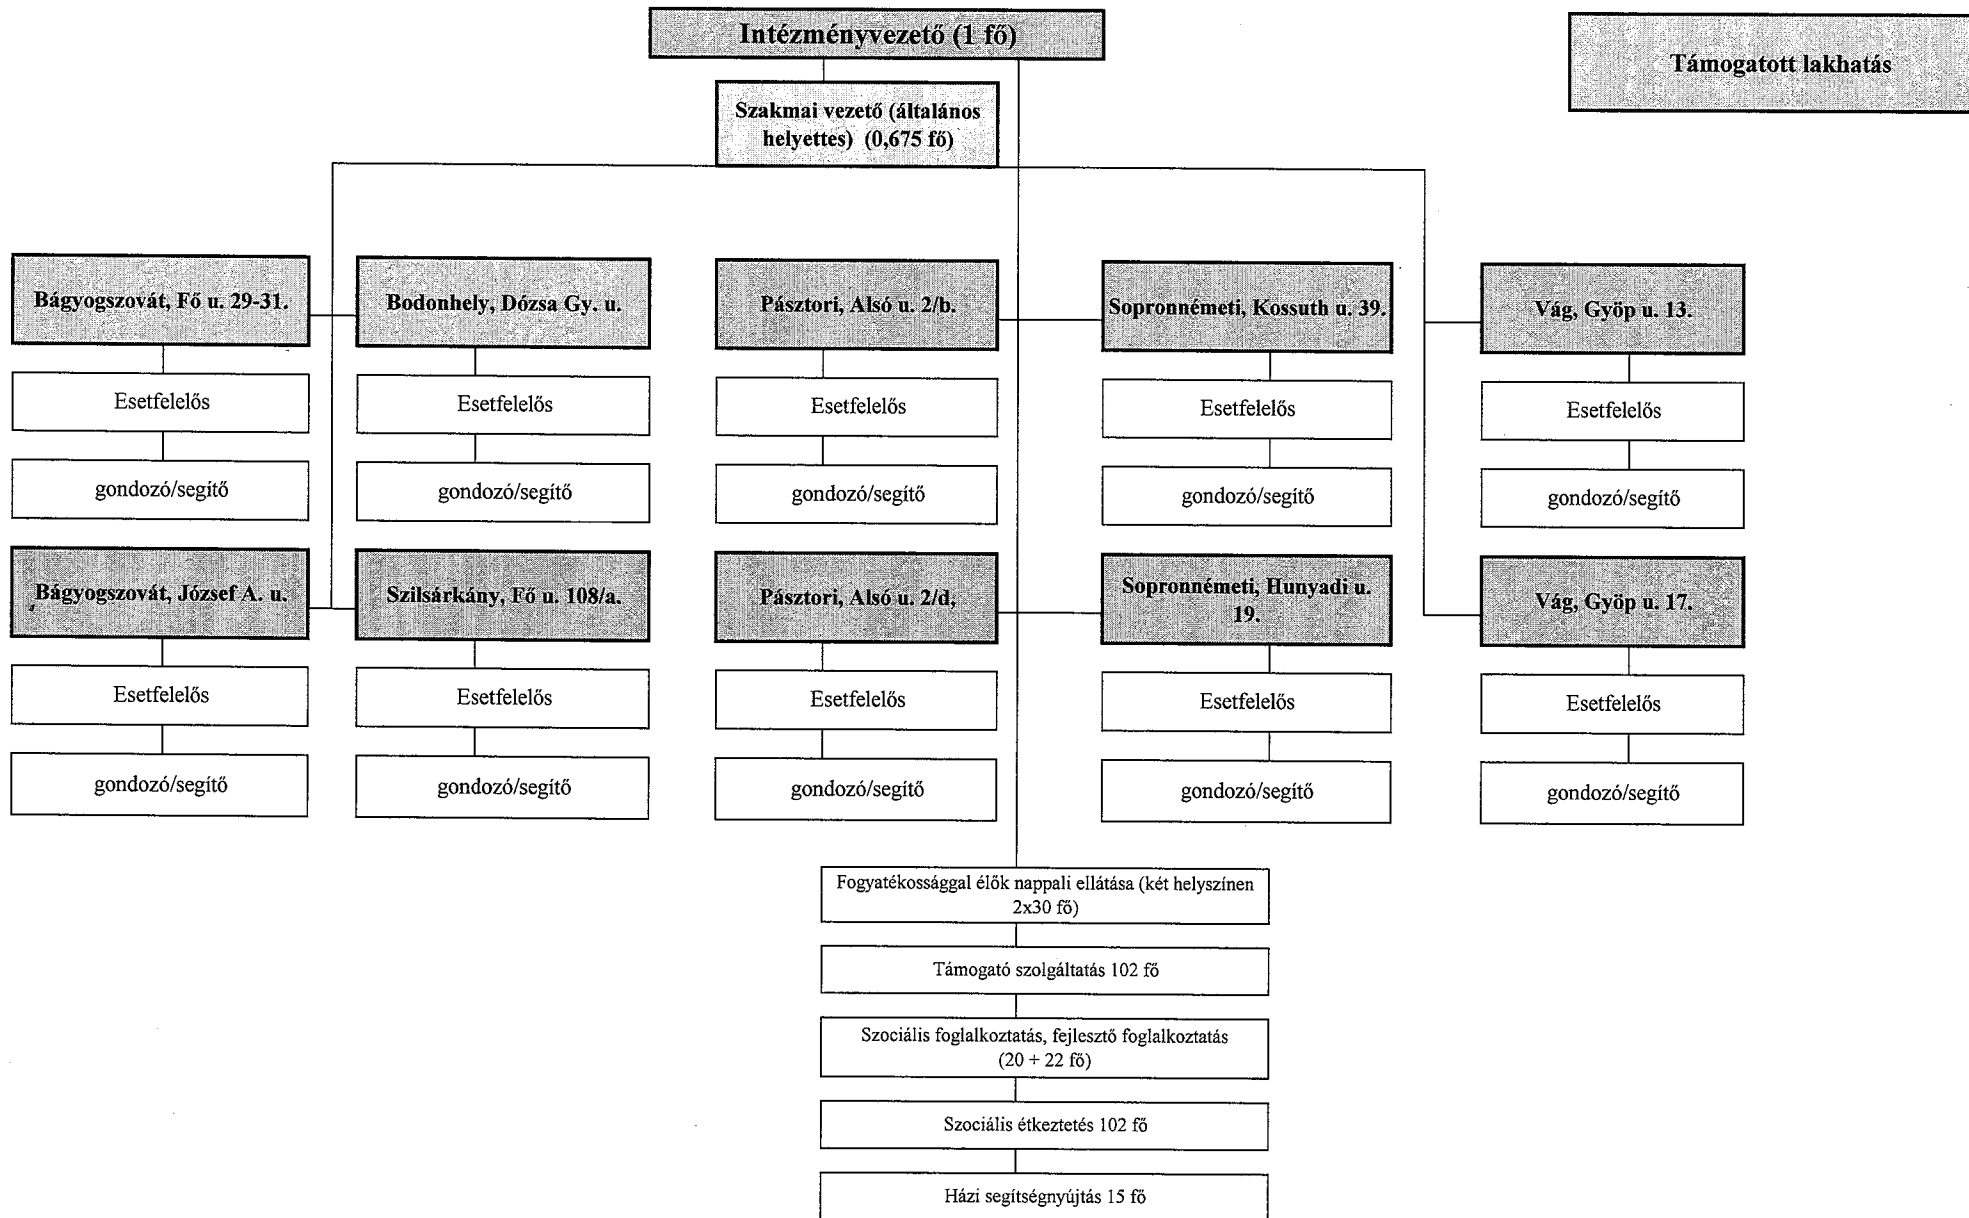 Intézményvezető (1 fő)
Támogatott lakhatás
Szakmai vezető (általános
helyettes) (0,675 fő)
Bágyogszovát, Fő u. 29-31.
Bodonhely, Dózsa Gy. u.
Pásztori, Alsó u. 2/b.
Sopronnémeti, Kossuth u. 39.
Vág, Gyöp u. 13.
Esetfelelős
Esetfelelős
Esetfelelős
Esetfelelős
Esetfelelős
gondozó/segítő
gondozó/segítő
gondozó/segítő
gondozó/segítő
gondozó/segítő
Bágyogszovát, József A. u.
Szilsárkány, Fő u. 108/a.
Pásztori, Alsó u. 2/d,
Sopronnémeti, Hunyadi u.
19.
Vág, Gyöp u. 17.
Esetfelelős
Esetfelelős
Esetfelelős
Esetfelelős
Esetfelelős
gondozó/segítő
gondozó/segítő
gondozó/segítő
gondozó/segítő
gondozó/segítő
Fogyatékossággal élők nappali ellátása (két helyszínen
2x30 fő)
Támogató szolgáltatás 102 fő
Szociális foglalkoztatás, fejlesztő foglalkoztatás
(20 + 22 fő)
Szociális étkeztetés 102 fő
Házi segítségnyújtás 15 fő